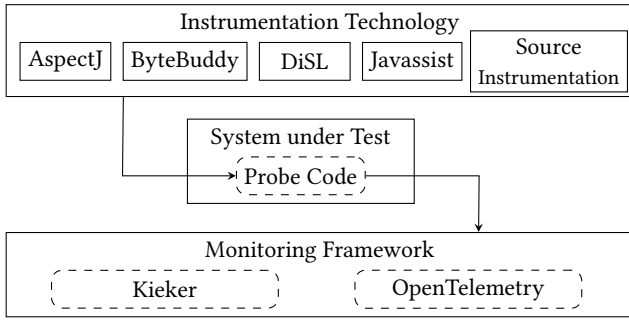 Instrumentation Technology
AspectJ ByteBuddy DiSL Javassist Source
Instrumentation
System under Test
Probe Code
Monitoring Framework
Kieker OpenTelemetry